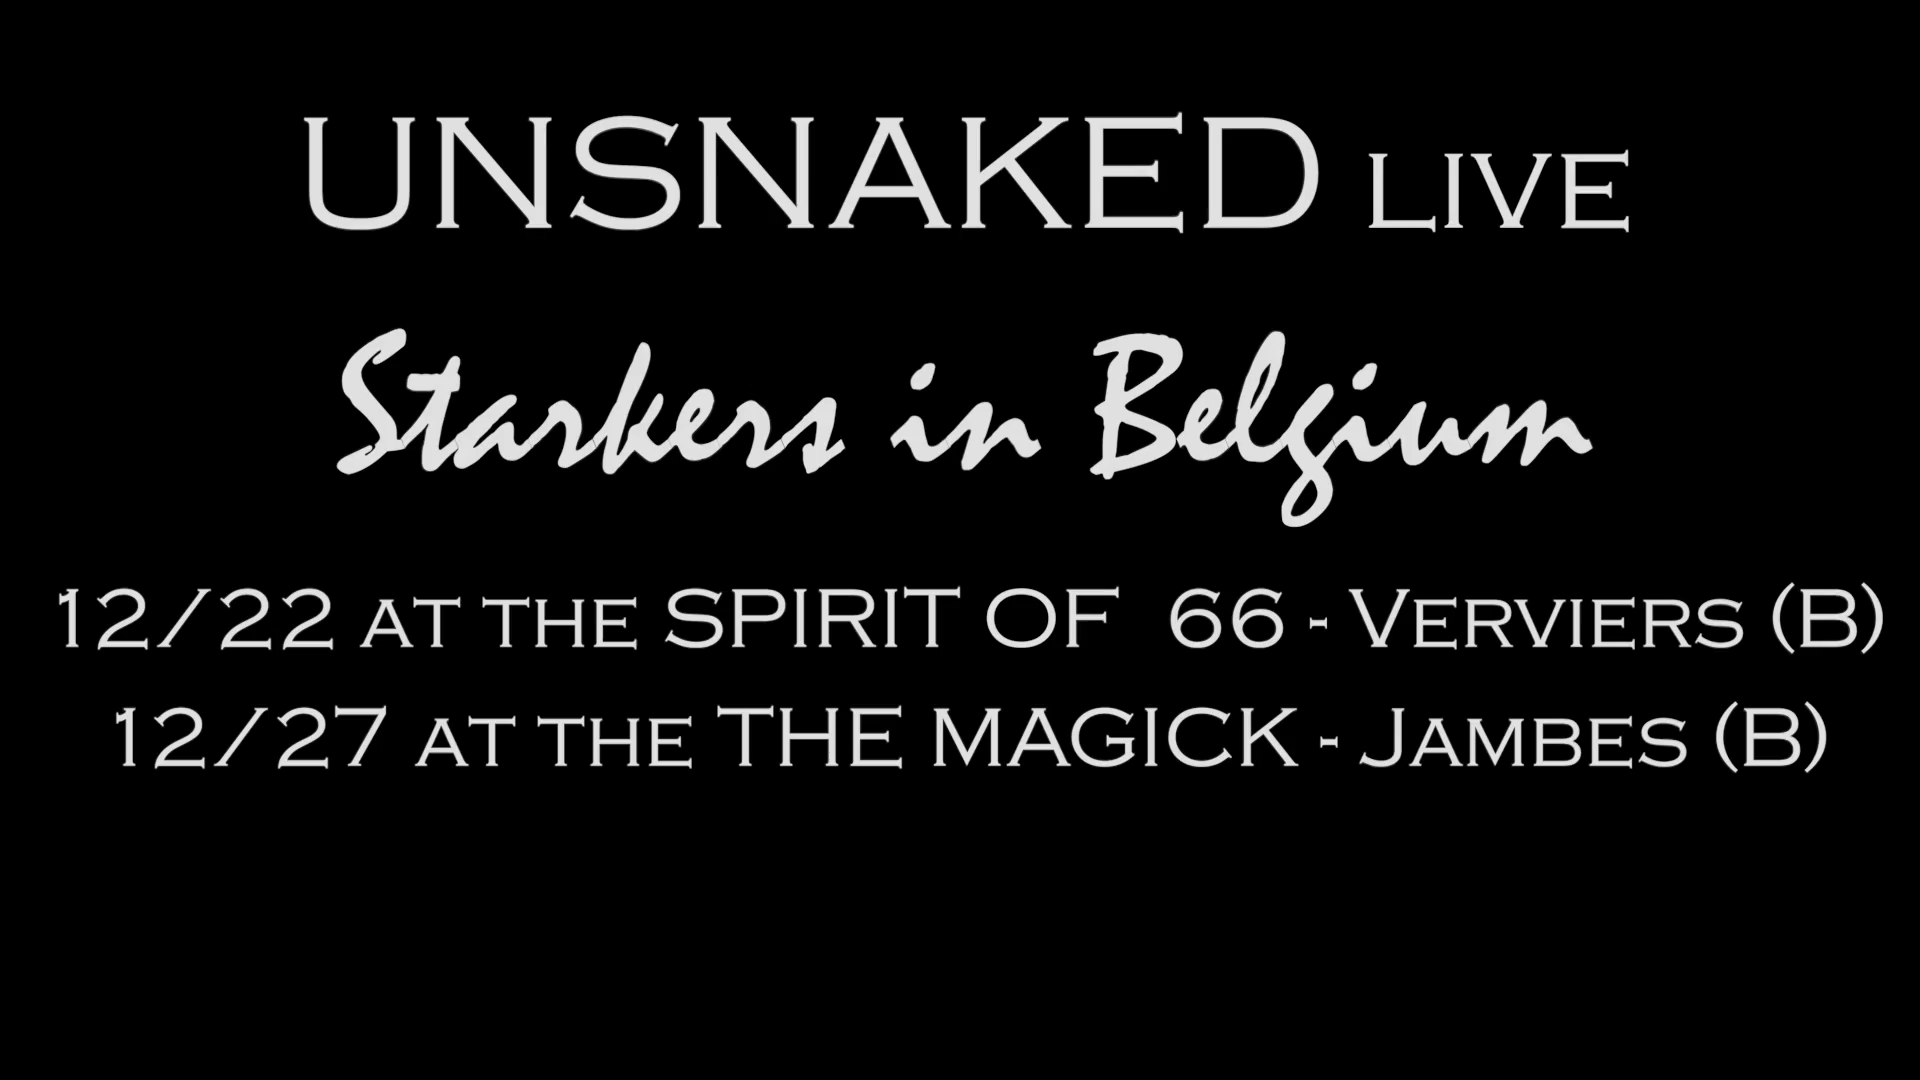 UNSNAKED LIVE
Starkers in Belgium
12/22 AT THE SPIRIT OF 66 - VERVIERS (B)
12/27 AT THE THE MAGICK - JAMBES (B)